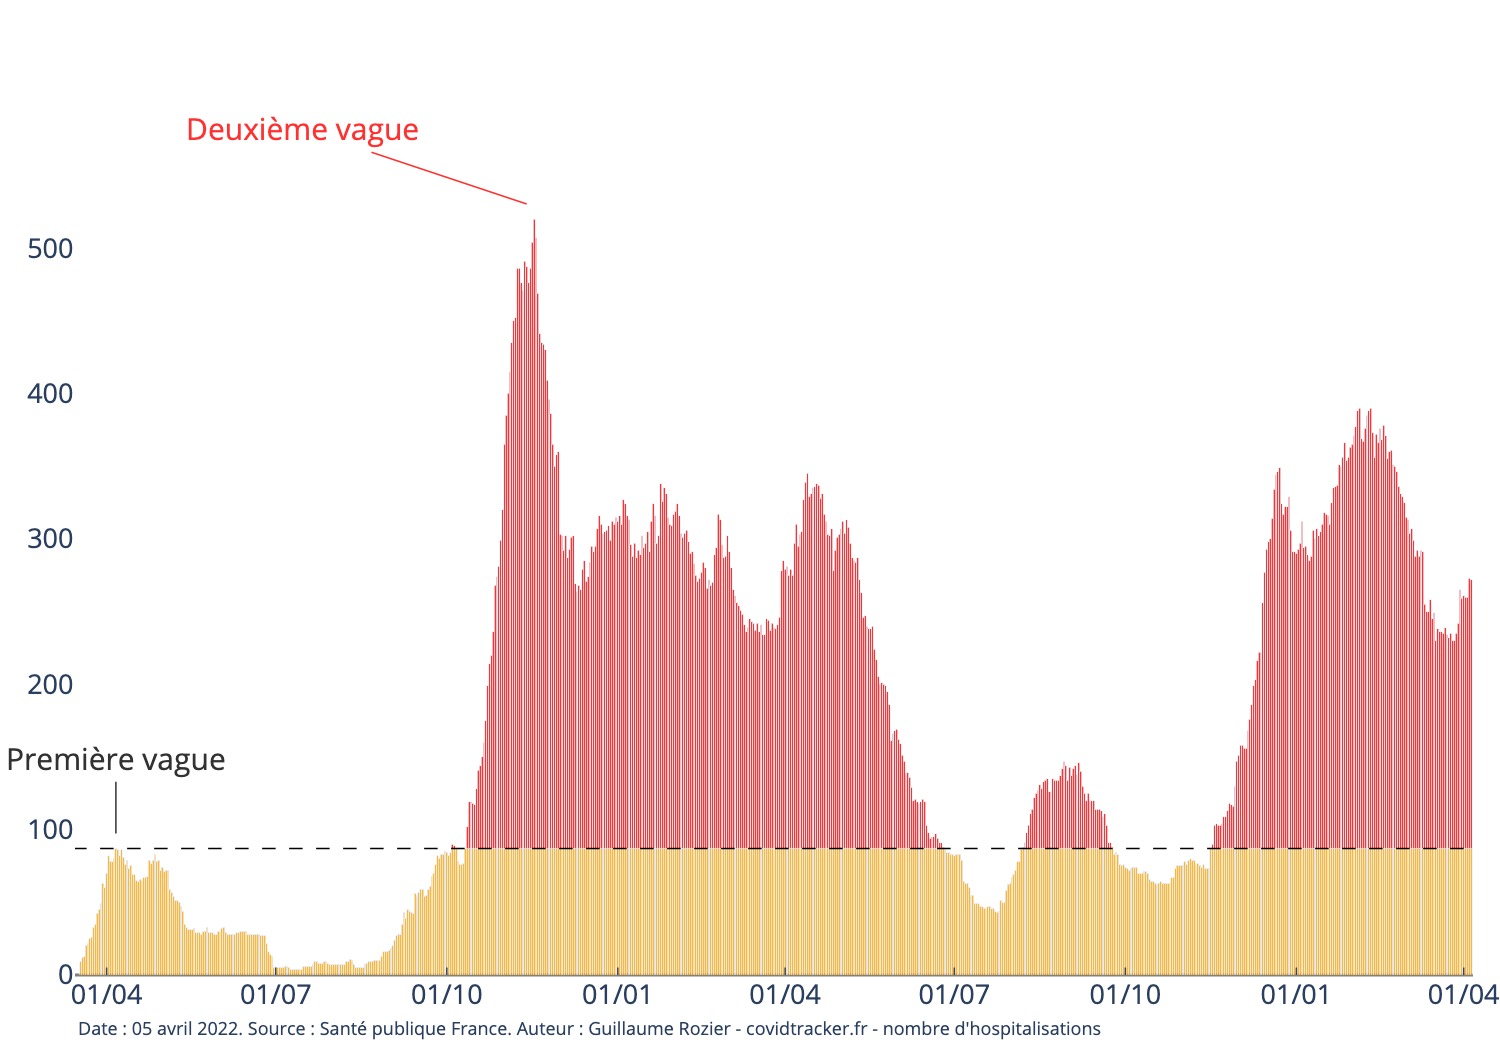 Deuxième vague
500
400
300
200
Première vague
100
0
01/04 01/07 01/10 01/01 01/04 01/07 01/10 01/01 01/04
Date : 05 avril 2022. Source : Santé publique France. Auteur : Guillaume Rozier - covidtracker.fr - nombre d'hospitalisations